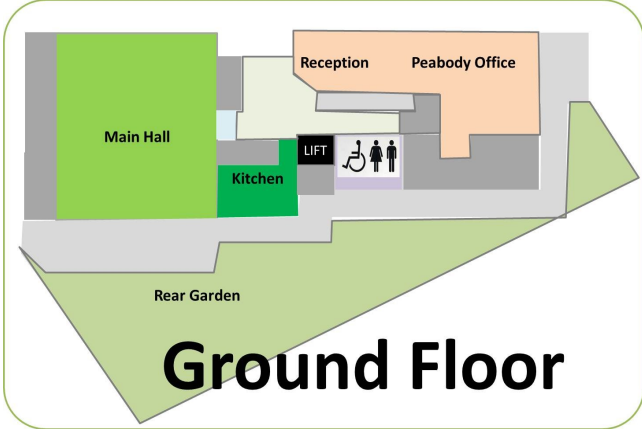 Reception
Peabody Office
Main Hall
LIFT
Kitchen
Rear Garden
Ground Floor